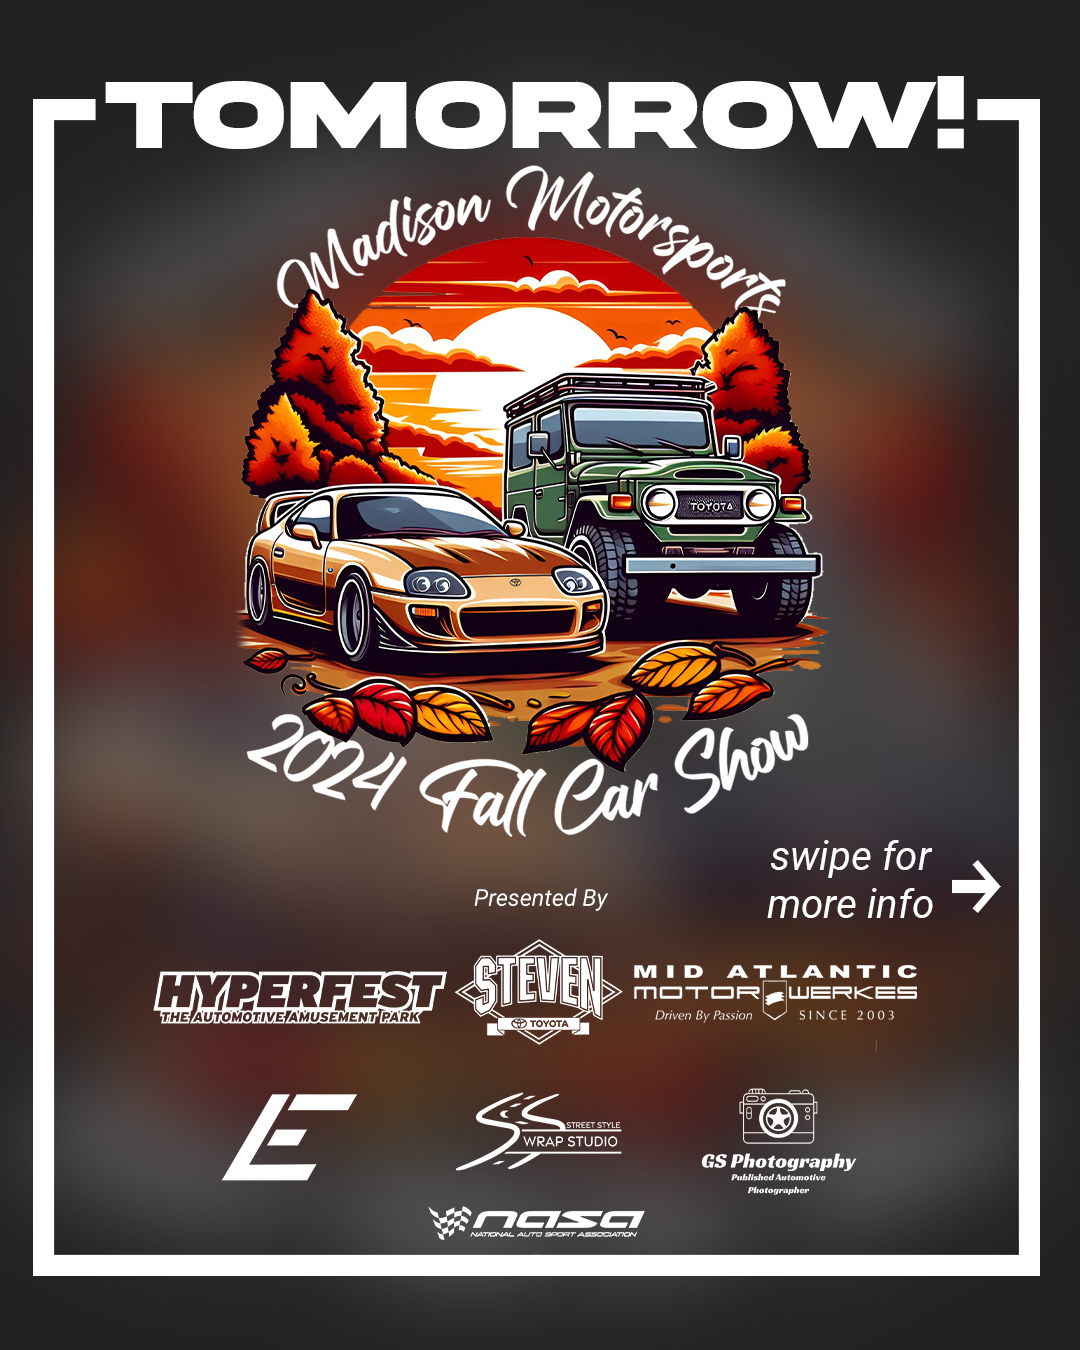 TOMORROW!
Madison Motorsports
TOYOTA
2024 Fall Car Show
swipe for
more info
Presented By
HYPERFEST
THE AUTOMOTIVE AMUSEMENT PARK
STEVEN
TOYOTA
MID ATLANTIC
MOTOR WERKES
Driven By Passion SINCE 2003
E
SS
STREET STYLE
WRAP STUDIO
GS Photography
Published Automotive
Photographer
nasa
NATIONAL AUTO SPORT ASSOCIATION